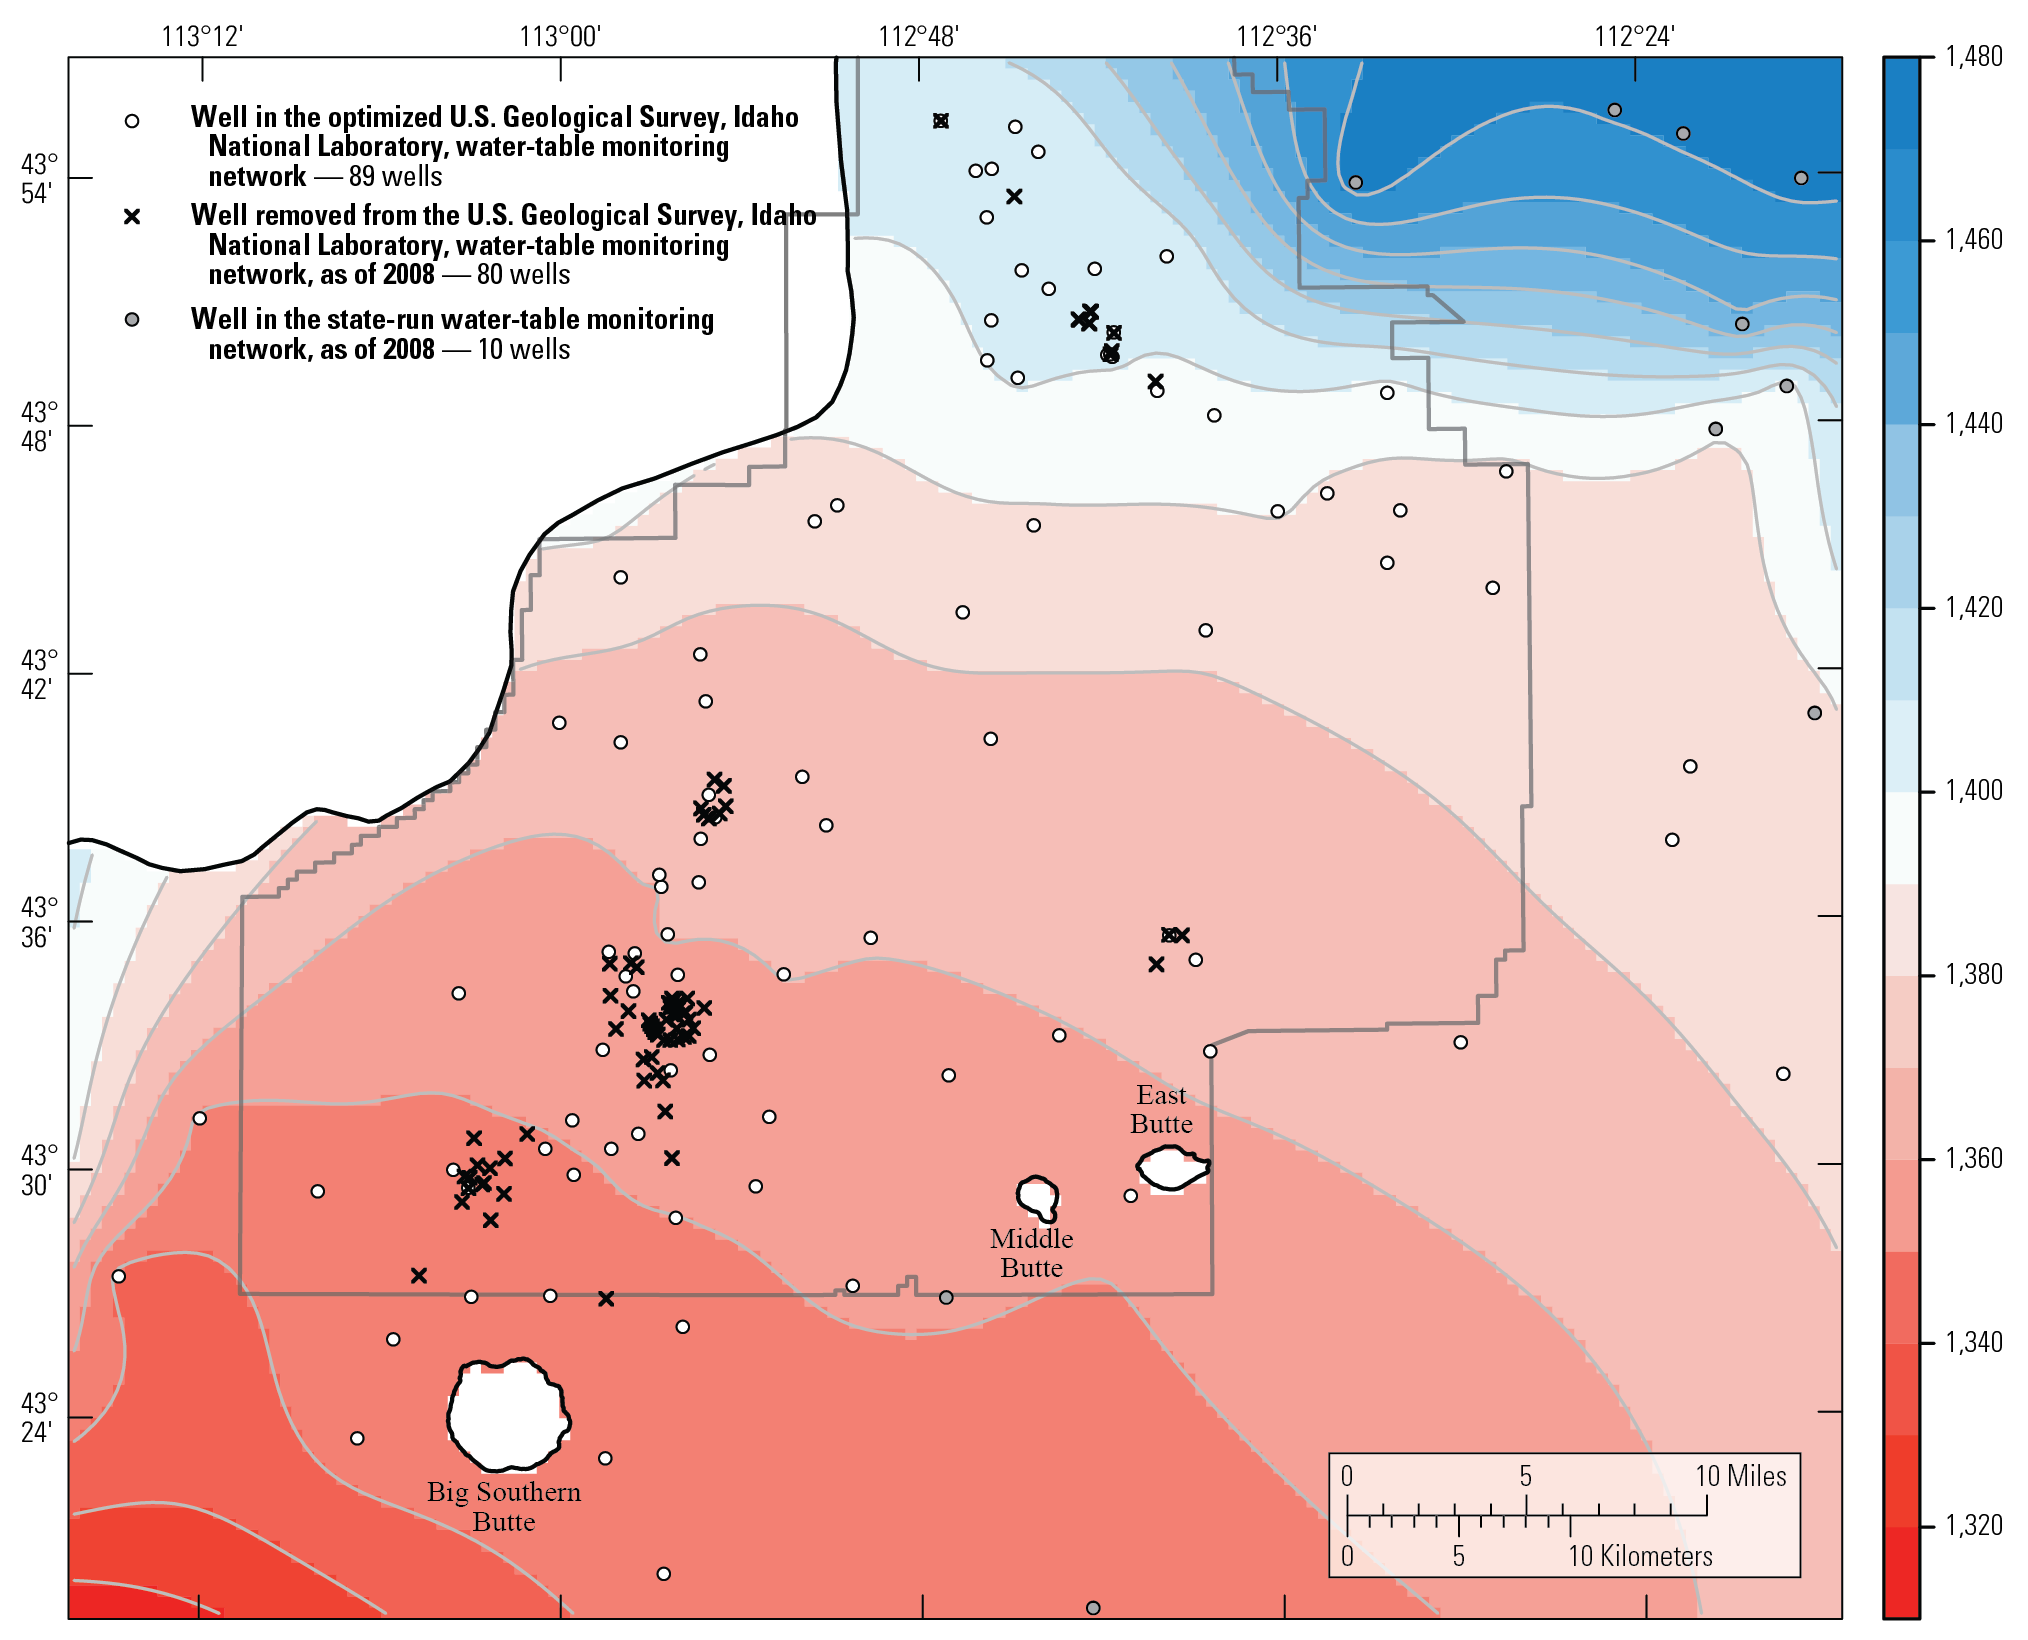 113°12'
113°00'
112°48'
112°36'
112°24'
1,480
Well in the optimized U.S. Geological Survey, Idaho
National Laboratory, water-table monitoring
network — 89 wells
43°
54'
Well removed from the U.S. Geological Survey, Idaho
National Laboratory, water-table monitoring
network, as of 2008 — 80 wells
1,460
Well in the state-run water-table monitoring
network, as of 2008 — 10 wells
43°
48'
1,440
1,420
43°
42'
1,400
43°
36'
1,380
East
Butte
43°
30'
1,360
Middle
Butte
1,340
43°
24'
Big Southern
Butte
0 5 10 Miles
0 5 10 Kilometers
1,320